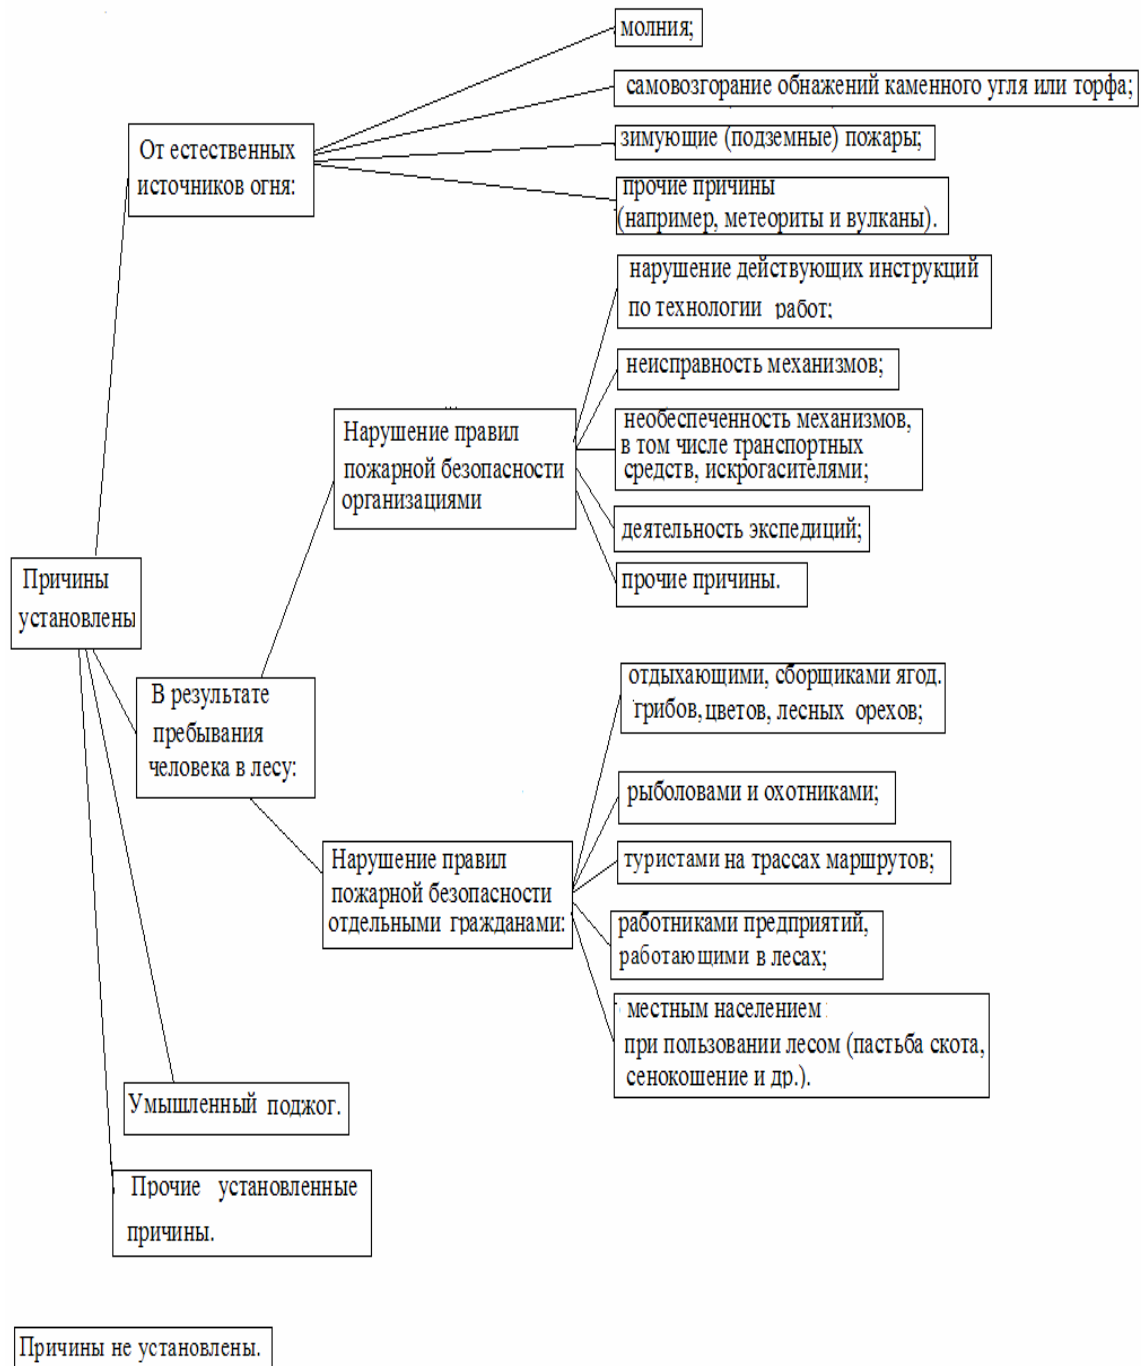 молния;
самовозгорание обнажений каменного угля или торфа;
От естественных
источников огня:
зимующие (подземные) пожары;
прочие причины
(например, метеориты и вулканы).
нарушение действующих инструкций
по технологии работ;
неисправность механизмов;
Нарушение правил
пожарной безопасности
организациями
необеспеченность механизмов,
в том числе транспортных
средств, искрогасителями;
деятельность экспедиций;
прочие причины.
Причины
установлены
В результате
пребывания
человека в лесу:
отдыхающими, сборщиками ягод.
грибов, цветов, лесных орехов;
рыболовами и охотниками;
Нарушение правил
пожарной безопасности
отдельными гражданами:
туристами на трассах маршрутов;
работниками предприятий,
работающими в лесах;
местным населением
при пользовании лесом (пастьба скота,
сенокошение и др.).
Умышленный поджог.
Прочие установленные
причины.
Причины не установлены.